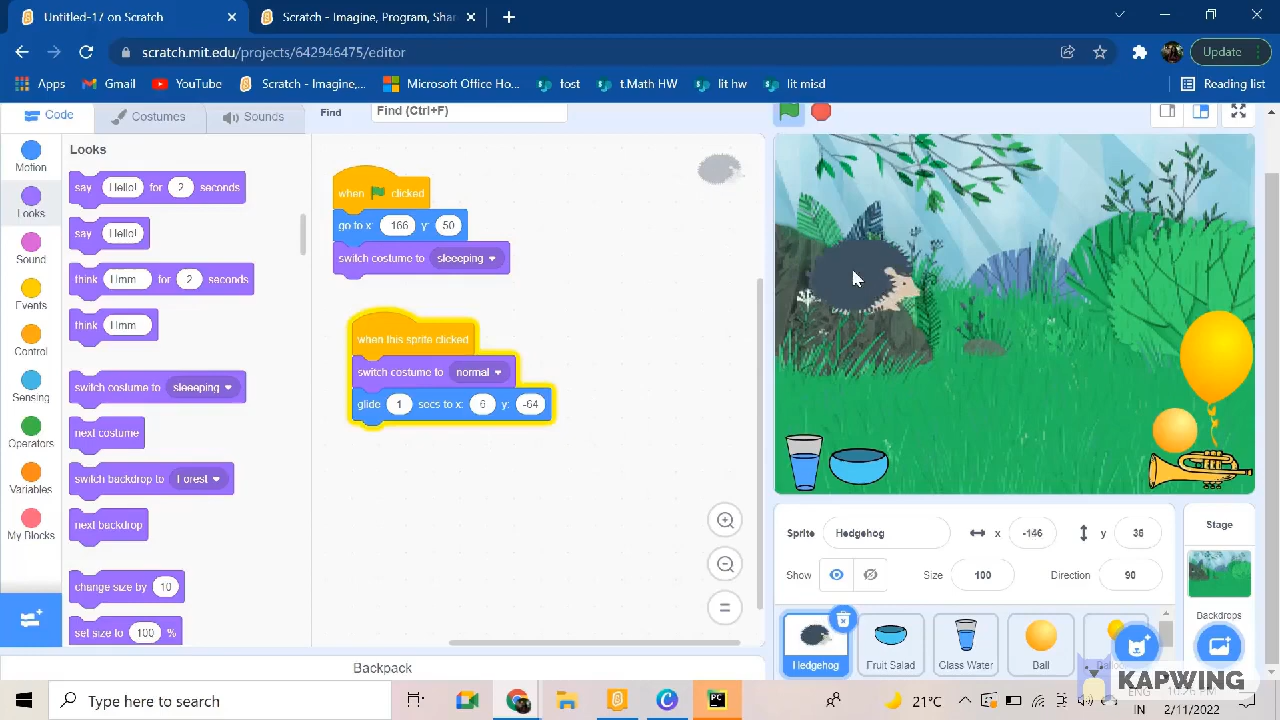 Untitled-17 on Scratch
Scratch - Imagine, Program, Shar
scratch.mit.edu/projects/642946475/editor
Update
Apps
Gmail
YouTube
Scratch - Imagine,...
Microsoft Office Ho...
tost
t.Math HW
lit hw
lit misd
Reading list
Code
Costumes
Sounds
Find
Find (Ctrl+F)
Motion
Looks
Sound
Events
Control
Sensing
Operators
Variables
My Blocks
Looks
say Hello! for 2 seconds
say Hello!
think Hmm for 2 seconds
think Hmm
switch costume to sleeping
next costume
switch backdrop to Forest
next backdrop
change size by 10
set size to 100 %
when clicked
go to x: 166 y: 50
switch costume to sleeping
when this sprite clicked
switch costume to normal
glide 1 secs to x: 6 y: -64
Sprite Hedgehog x -146 y 36
Show Size 100 Direction 90
Stage
Backdrops
Hedgehog
Fruit Salad
Glass Water
Ball
Backpack
Type here to search
PC
21°C
ENG
IN
2/11/2022
KAPWING